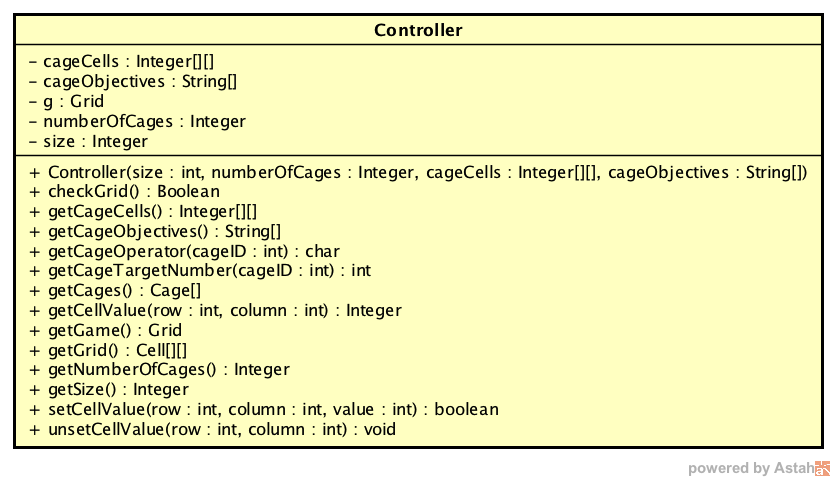 Controller
- cageCells : Integer[][]
- cageObjectives : String[]
- g : Grid
- numberOfCages : Integer
- size : Integer
+ Controller(size : int, numberOfCages : Integer, cageCells : Integer[][], cageObjectives : String[])
+ checkGrid() : Boolean
+ getCageCells() : Integer[][]
+ getCageObjectives() : String[]
+ getCageOperator(cageID : int) : char
+ getCageTargetNumber(cageID : int) : int
+ getCages() : Cage[]
+ getCellValue(row : int, column : int) : Integer
+ getGame() : Grid
+ getGrid() : Cell[][]
+ getNumberOfCages() : Integer
+ getSize() : Integer
+ setCellValue(row : int, column : int, value : int) : boolean
+ unsetCellValue(row : int, column : int) : void
powered by Astah